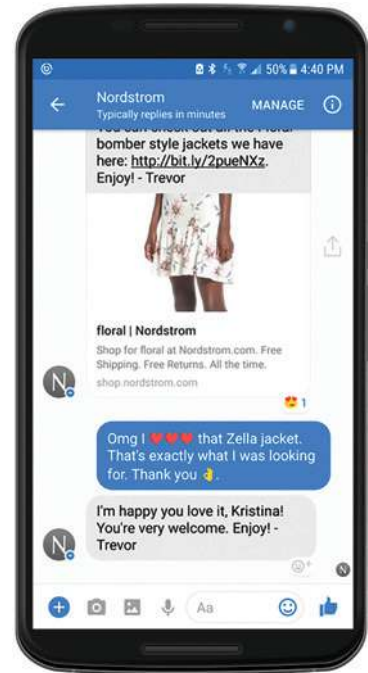 50% 4:40 PM
Nordstrom
Typically replies in minutes
MANAGE
bomber style jackets we have
here: http://bit.ly/2pueNXz.
Enjoy! - Trevor
floral | Nordstrom
Shop for floral at Nordstrom.com. Free
Shipping. Free Returns. All the time.
shop.nordstrom.com
N
😍 1
Omg I ❤️❤️❤️ that Zella jacket.
That's exactly what I was looking
for. Thank you 👌.
I'm happy you love it, Kristina!
You're very welcome. Enjoy! -
Trevor
N
N
Aa